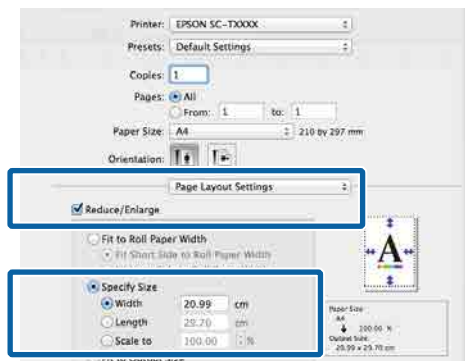 Printer: EPSON SC-TXXXX
Presets: Default Settings
Copies: 1
Pages: All
From: 1 to: 1
Paper Size: A4 210 by 297 mm
Orientation:
Page Layout Settings
Reduce/Enlarge
Fit to Roll Paper Width
Fit Short Side to Roll Paper Width
Specify Size
Width 20.99 cm
Length 29.70 cm
Scale to 100.00 %
A
Paper Size:
A4
100.00 %
Output Size:
20.99 x 29.70 cm